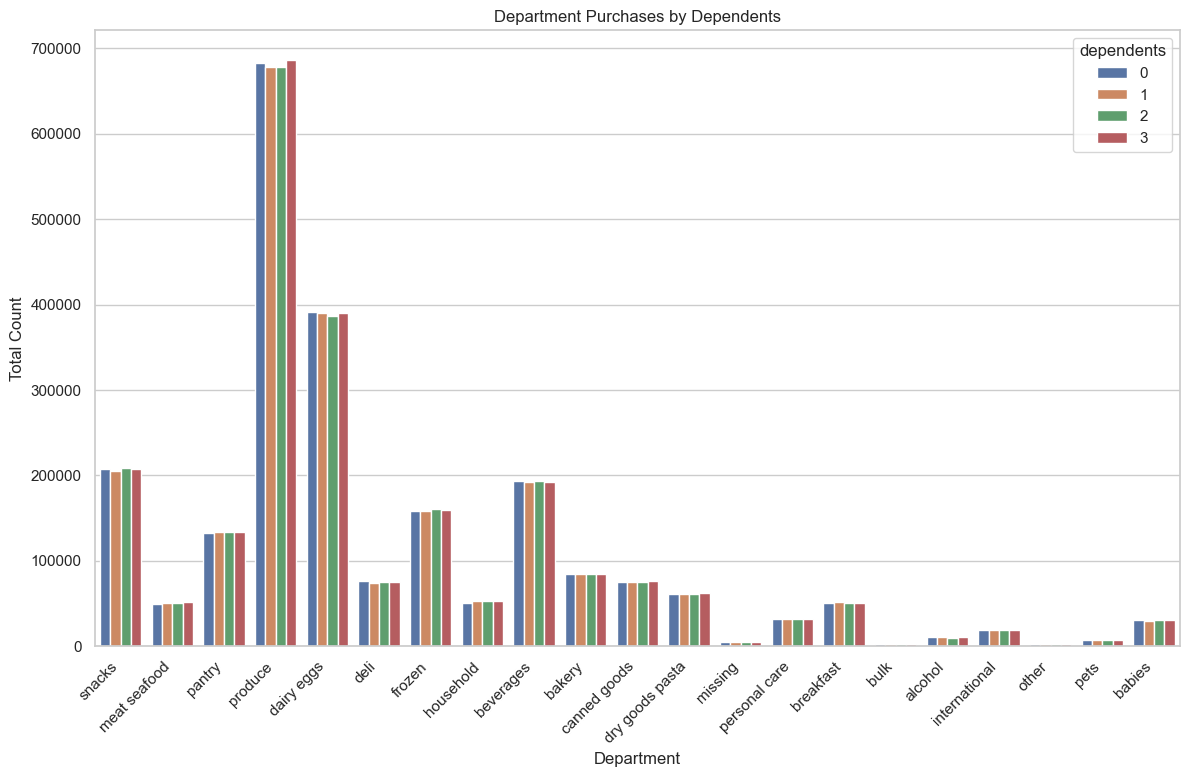 Department Purchases by Dependents
Total Count
700000
600000
500000
400000
300000
200000
100000
0
dependents
0
1
2
3
snacks
meat seafood
pantry
produce
dairy eggs
deli
frozen
household
beverages
bakery
canned goods
dry goods pasta
missing
personal care
breakfast
bulk
alcohol
international
other
pets
babies
Department